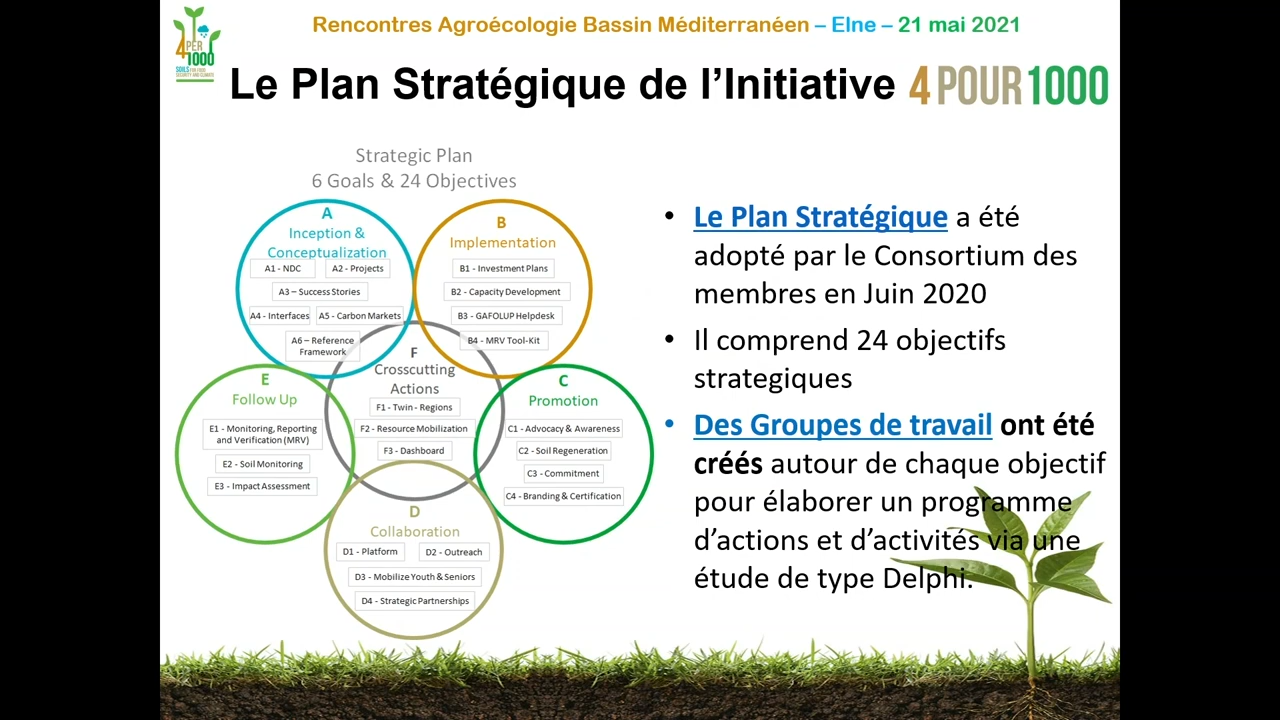 Rencontres Agroécologie Bassin Méditerranéen – Elne – 21 mai 2021
4PER
1000
SOILS FOR FOOD
SECURITY AND CLIMATE
Le Plan Stratégique de l’Initiative 4 POUR 1000
Strategic Plan
6 Goals & 24 Objectives
A
Inception &
Conceptualization
A1 - NDC
A2 - Projects
A3 – Success Stories
A4 - Interfaces
A5 - Carbon Markets
A6 – Reference
Framework
B
Implementation
B1 - Investment Plans
B2 - Capacity Development
B3 - GAFOLUP Helpdesk
B4 - MRV Tool-Kit
F
Crosscutting
Actions
F1 - Twin - Regions
F2 - Resource Mobilization
F3 - Dashboard
E
Follow Up
E1 - Monitoring, Reporting
and Verification (MRV)
E2 - Soil Monitoring
E3 - Impact Assessment
C
Promotion
C1 - Advocacy & Awareness
C2 - Soil Regeneration
C3 - Commitment
C4 - Branding & Certification
D
Collaboration
D1 - Platform
D2 - Outreach
D3 - Mobilize Youth & Seniors
D4 - Strategic Partnerships
• Le Plan Stratégique a été
adopté par le Consortium des
membres en Juin 2020
• Il comprend 24 objectifs
strategiques
• Des Groupes de travail ont été
créés autour de chaque objectif
pour élaborer un programme
d’actions et d’activités via une
étude de type Delphi.